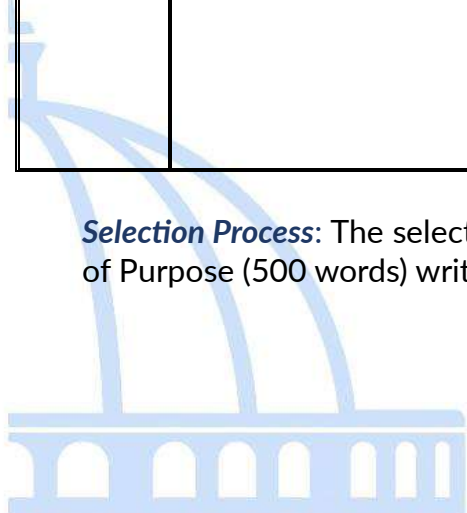 Selection Process: The select
of Purpose (500 words) writ